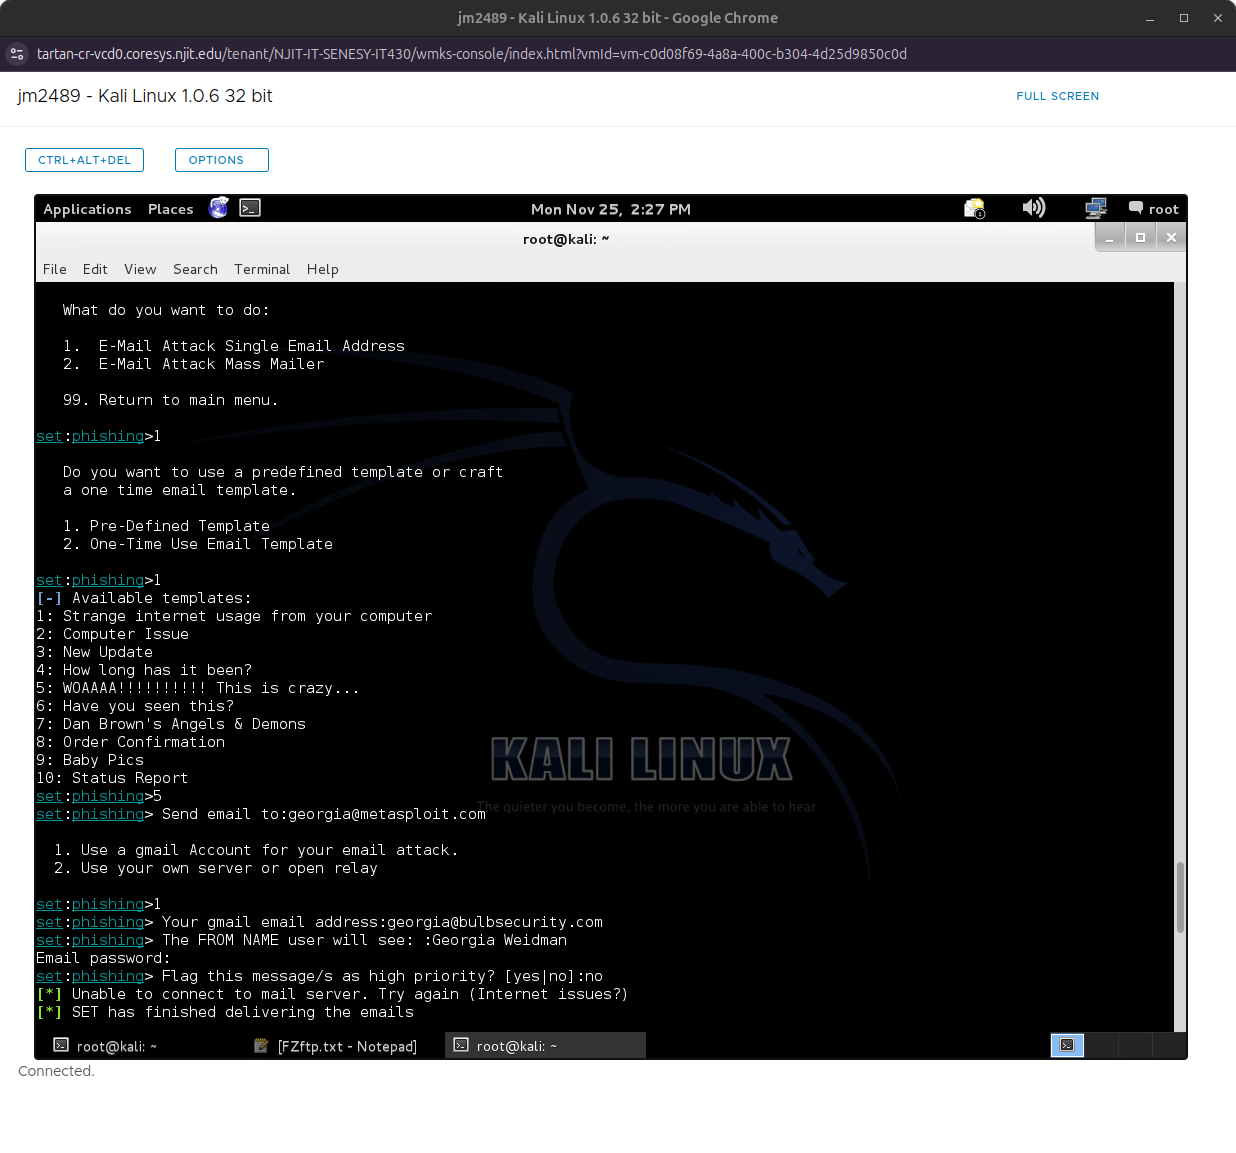 jm2489 - Kali Linux 1.0.6 32 bit - Google Chrome
tartan-cr-vcd0.coresys.njit.edu/tenant/NJIT-IT-SENESY-IT430/wmks-console/index.html?vmId=vm-c0d08f69-4a8a-400c-b304-4d25d9850c0d
jm2489 - Kali Linux 1.0.6 32 bit
FULL SCREEN
CTRL+ALT+DEL OPTIONS
Applications Places Mon Nov 25, 2:27 PM root
root@kali: ~
File Edit View Search Terminal Help
What do you want to do:
1. E-Mail Attack Single Email Address
2. E-Mail Attack Mass Mailer
99. Return to main menu.
set:phishing>1
Do you want to use a predefined template or craft
a one time email template.
1. Pre-Defined Template
2. One-Time Use Email Template
set:phishing>1
[-] Available templates:
1: Strange internet usage from your computer
2: Computer Issue
3: New Update
4: How long has it been?
5: WOAAAA!!!!!!!!!! This is crazy...
6: Have you seen this?
7: Dan Brown's Angels & Demons
8: Order Confirmation
9: Baby Pics
10: Status Report
set:phishing>5
set:phishing> Send email to:georgia@metasploit.com
KALI LINUX
The quieter you become, the more you are able to hear.
1. Use a gmail Account for your email attack.
2. Use your own server or open relay
set:phishing>1
set:phishing> Your gmail email address:georgia@bulbsecurity.com
set:phishing> The FROM NAME user will see: :Georgia Weidman
Email password:
set:phishing> Flag this message/s as high priority? [yes|no]:no
[*] Unable to connect to mail server. Try again (Internet issues?)
[*] SET has finished delivering the emails
root@kali: ~ [FZftp.txt - Notepad] root@kali: ~
Connected.